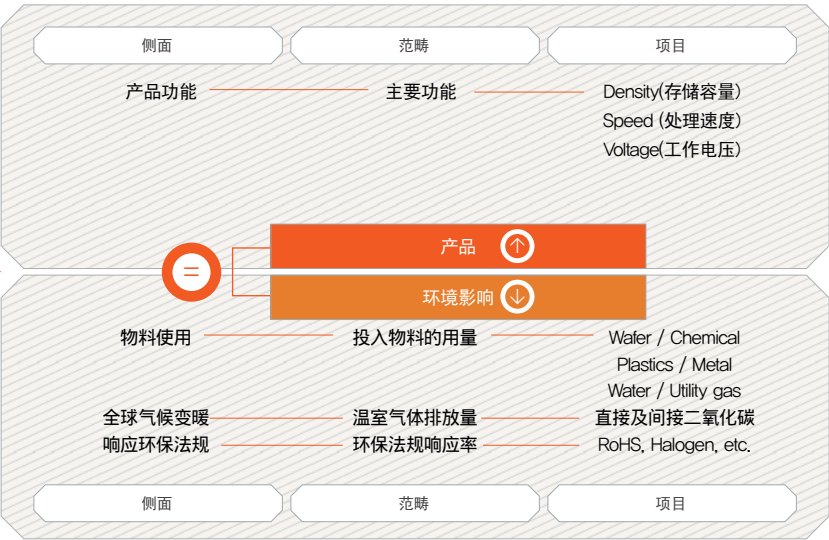 侧面 范畴 项目
产品功能 主要功能 Density(存储容量)
Speed (处理速度)
Voltage(工作电压)
产品
=
环境影响
物料使用 投入物料的用量 Wafer / Chemical
Plastics / Metal
Water / Utility gas
全球气候变暖 温室气体排放量 直接及间接二氧化碳
响应环保法规 环保法规响应率 RoHS, Halogen, etc.
侧面 范畴 项目